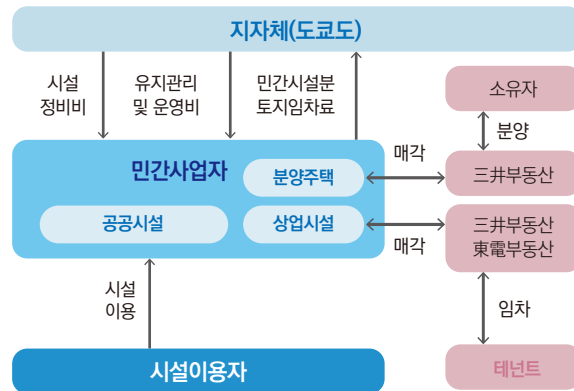 지자체(도쿄도)
시설
정비비
유지관리
및 운영비
민간시설분
토지임차료
소유자
분양
민간사업자
분양주택
매각
三井부동산
공공시설
상업시설
매각
三井부동산
東電부동산
시설
이용
임차
시설이용자
테넌트